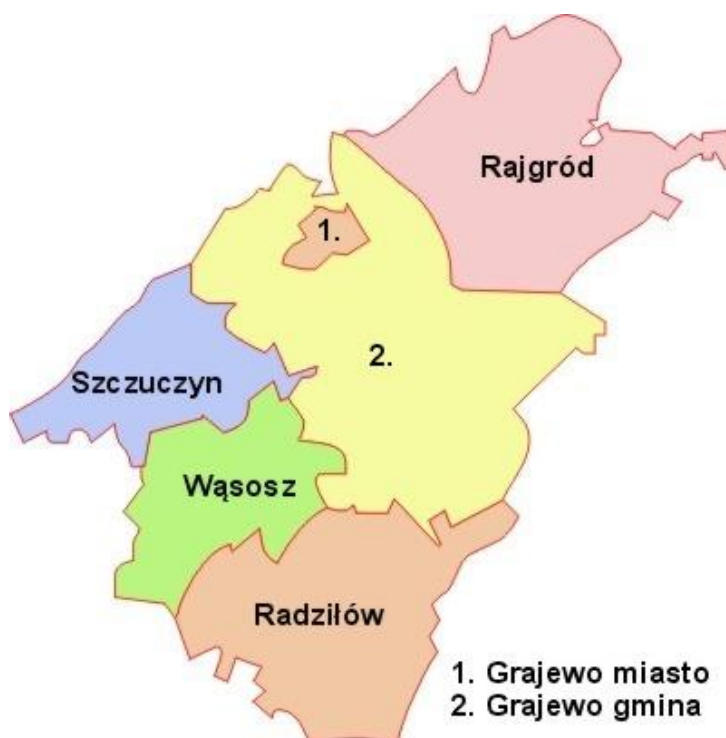 Rajgród
1.
2.
Szczuczyn
Wąsosz
Radziłów
1. Grajewo miasto
2. Grajewo gmina